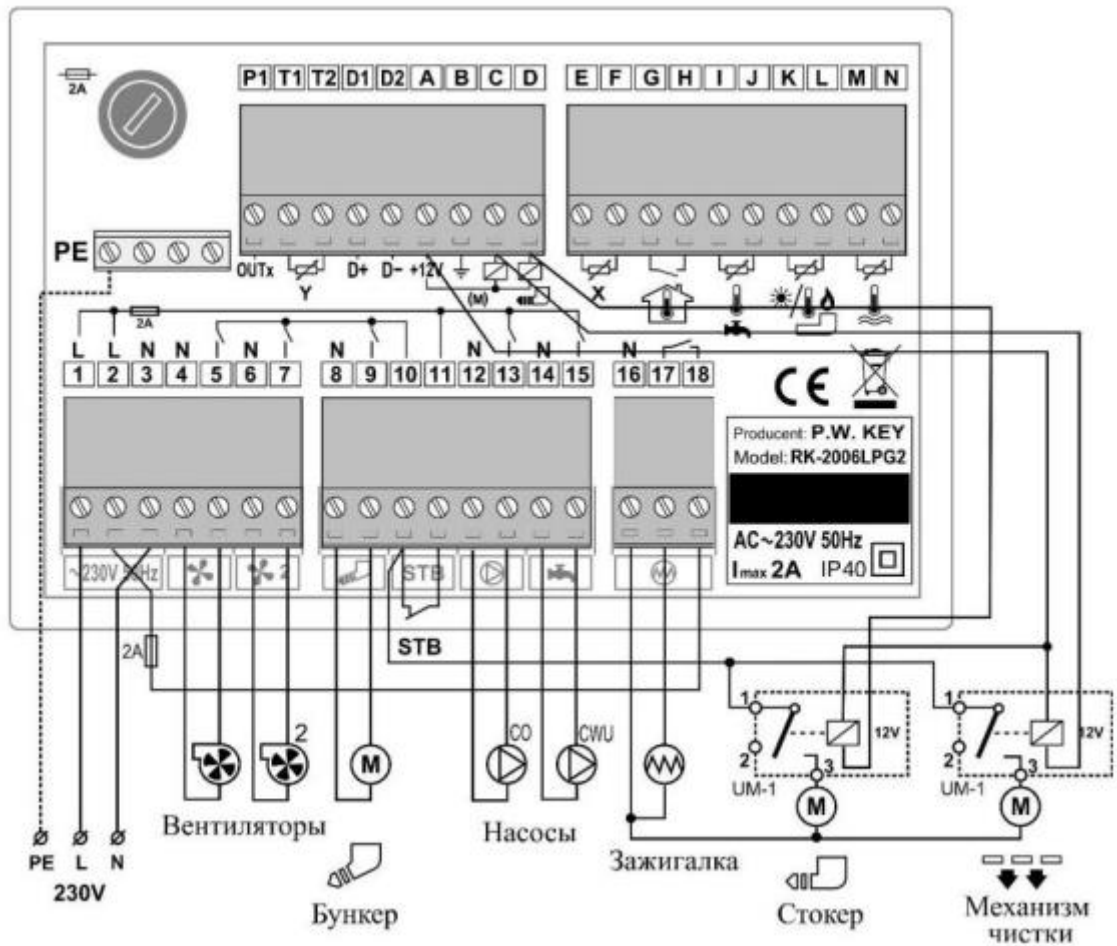 2A
P1 T1 T2 D1 D2 A B C D E F G H I J K L M N
PE
OUTx Y D+ D− +12V (M) X
2A
L L N N N N N N N
1 2 3 4 5 6 7 8 9 10 11 12 13 14 15 16 17 18
CE
Producent: P.W. KEY
Model: RK-2006LPG2
AC~230V 50Hz
Imax 2A IP40
~230V 50Hz 2 STB
STB
2A
2 M CO CWU
1 2 3 12V UM-1 M
1 2 3 12V UM-1 M
Вентиляторы
Насосы
Зажигалка
PE L N
230V
Бункер
Стокер
Механизм
чистки